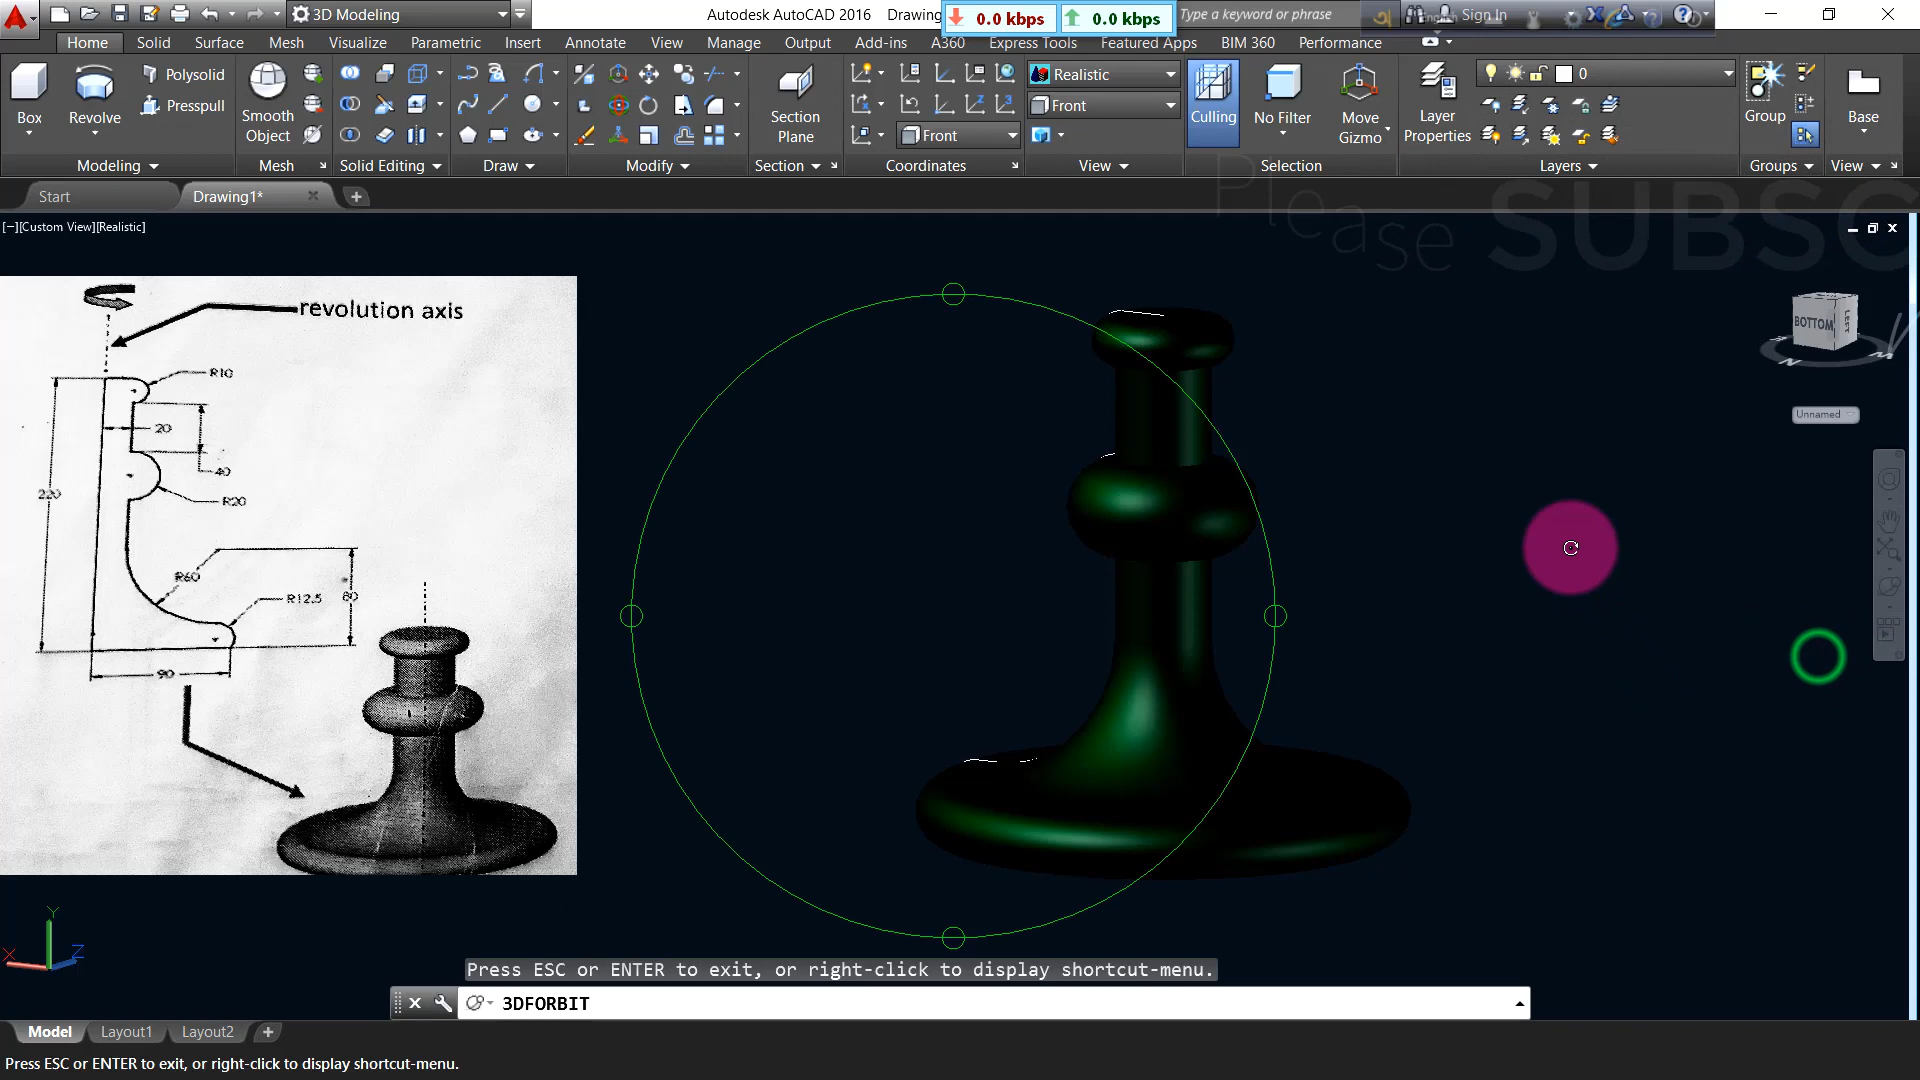 3D Modeling
Autodesk AutoCAD 2016 Drawing
0.0 kbps
0.0 kbps
Type a keyword or phrase
Sign In
Home Solid Surface Mesh Visualize Parametric Insert Annotate View Manage Output Add-ins A360 Express Tools Featured Apps BIM 360 Performance
Box
Revolve
Polysolid
Presspull
Smooth
Object
Section
Plane
Realistic
Front
Front
Culling
No Filter
Move
Gizmo
Layer
Properties
0
Group
Base
Modeling
Mesh
Solid Editing
Draw
Modify
Section
Coordinates
View
Selection
Layers
Groups
View
Start
Drawing1*
Please SUBSC
[−][Custom View][Realistic]
revolution axis
R10
20
40
220
R20
R60
R12.5
80
90
BOTTOM
LEFT
Unnamed
Y
X
Z
Press ESC or ENTER to exit, or right-click to display shortcut-menu.
3DFORBIT
Model
Layout1
Layout2
Press ESC or ENTER to exit, or right-click to display shortcut-menu.